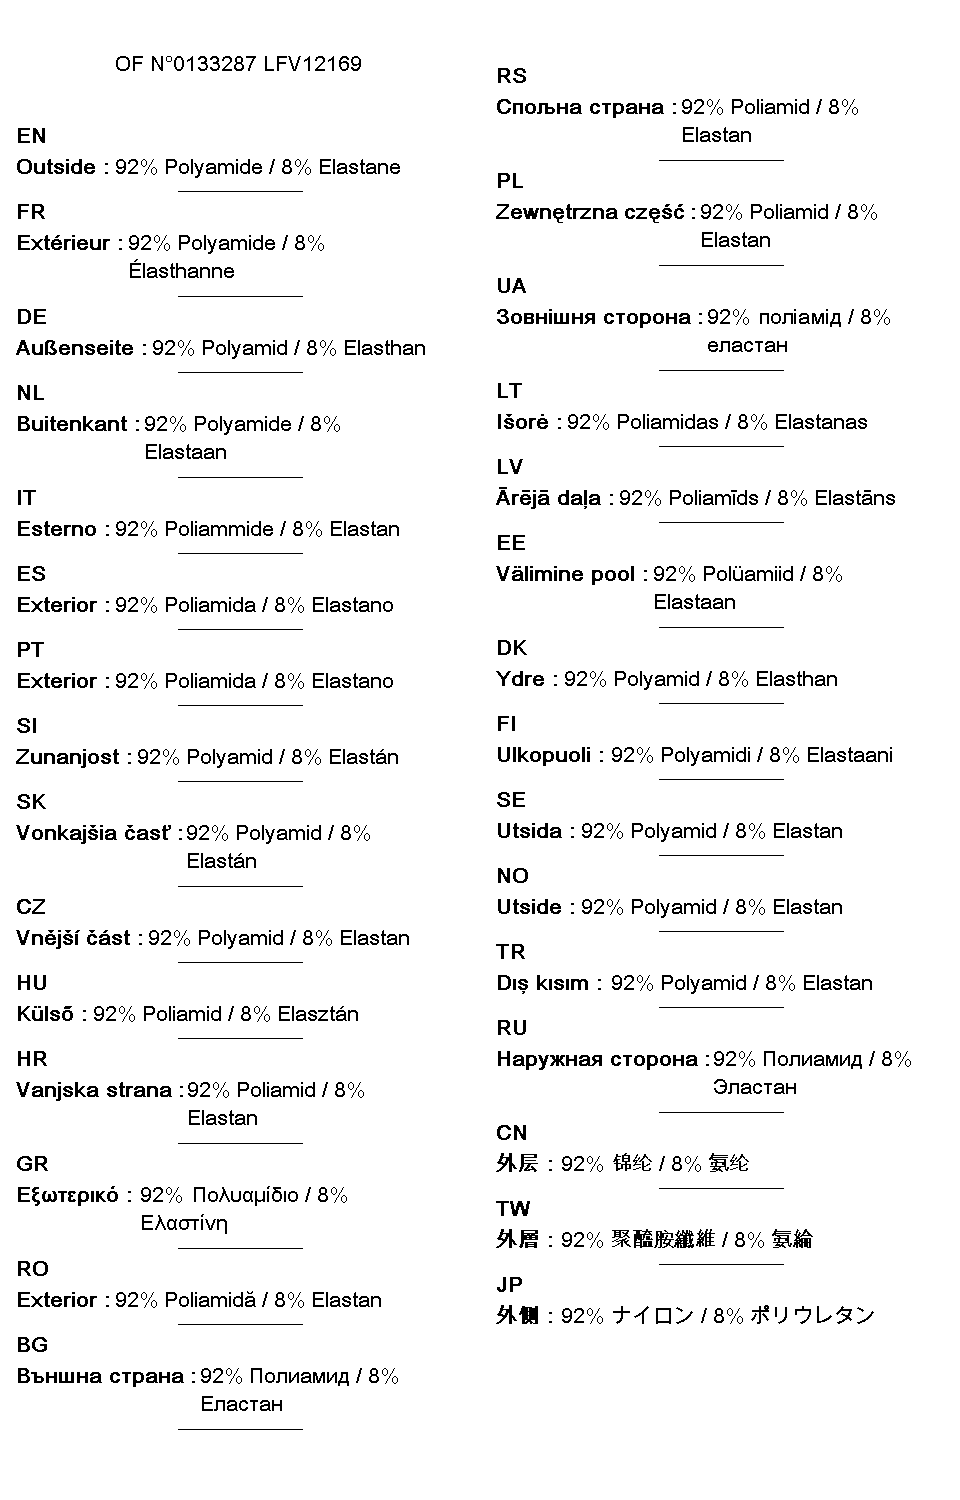 OF N°0133287 LFV12169
EN
Outside : 92% Polyamide / 8% Elastane
FR
Extérieur : 92% Polyamide / 8%
Élasthanne
DE
Außenseite : 92% Polyamid / 8% Elasthan
NL
Buitenkant : 92% Polyamide / 8%
Elastaan
IT
Esterno : 92% Poliammide / 8% Elastan
ES
Exterior : 92% Poliamida / 8% Elastano
PT
Exterior : 92% Poliamida / 8% Elastano
SI
Zunanjost : 92% Polyamid / 8% Elastán
SK
Vonkajšia časť : 92% Polyamid / 8%
Elastán
CZ
Vnější část : 92% Polyamid / 8% Elastan
HU
Külsõ : 92% Poliamid / 8% Elasztán
HR
Vanjska strana : 92% Poliamid / 8%
Elastan
GR
Εξωτερικό : 92% Πολυαμίδιο / 8%
Ελαστίνη
RO
Exterior : 92% Poliamidă / 8% Elastan
BG
Външна страна : 92% Полиамид / 8%
Еластан
RS
Спољна страна : 92% Poliamid / 8%
Elastan
PL
Zewnętrzna część : 92% Poliamid / 8%
Elastan
UA
Зовнішня сторона : 92% поліамід / 8%
еластан
LT
Išorė : 92% Poliamidas / 8% Elastanas
LV
Ārējā daļa : 92% Poliamīds / 8% Elastāns
EE
Välimine pool : 92% Polüamiid / 8%
Elastaan
DK
Ydre : 92% Polyamid / 8% Elasthan
FI
Ulkopuoli : 92% Polyamidi / 8% Elastaani
SE
Utsida : 92% Polyamid / 8% Elastan
NO
Utside : 92% Polyamid / 8% Elastan
TR
Dış kısım : 92% Polyamid / 8% Elastan
RU
Наружная сторона : 92% Полиамид / 8%
Эластан
CN
外层 : 92% 锦纶 / 8% 氨纶
TW
外層 : 92% 聚醯胺纖維 / 8% 氨綸
JP
外側 : 92% ナイロン / 8% ポリウレタン